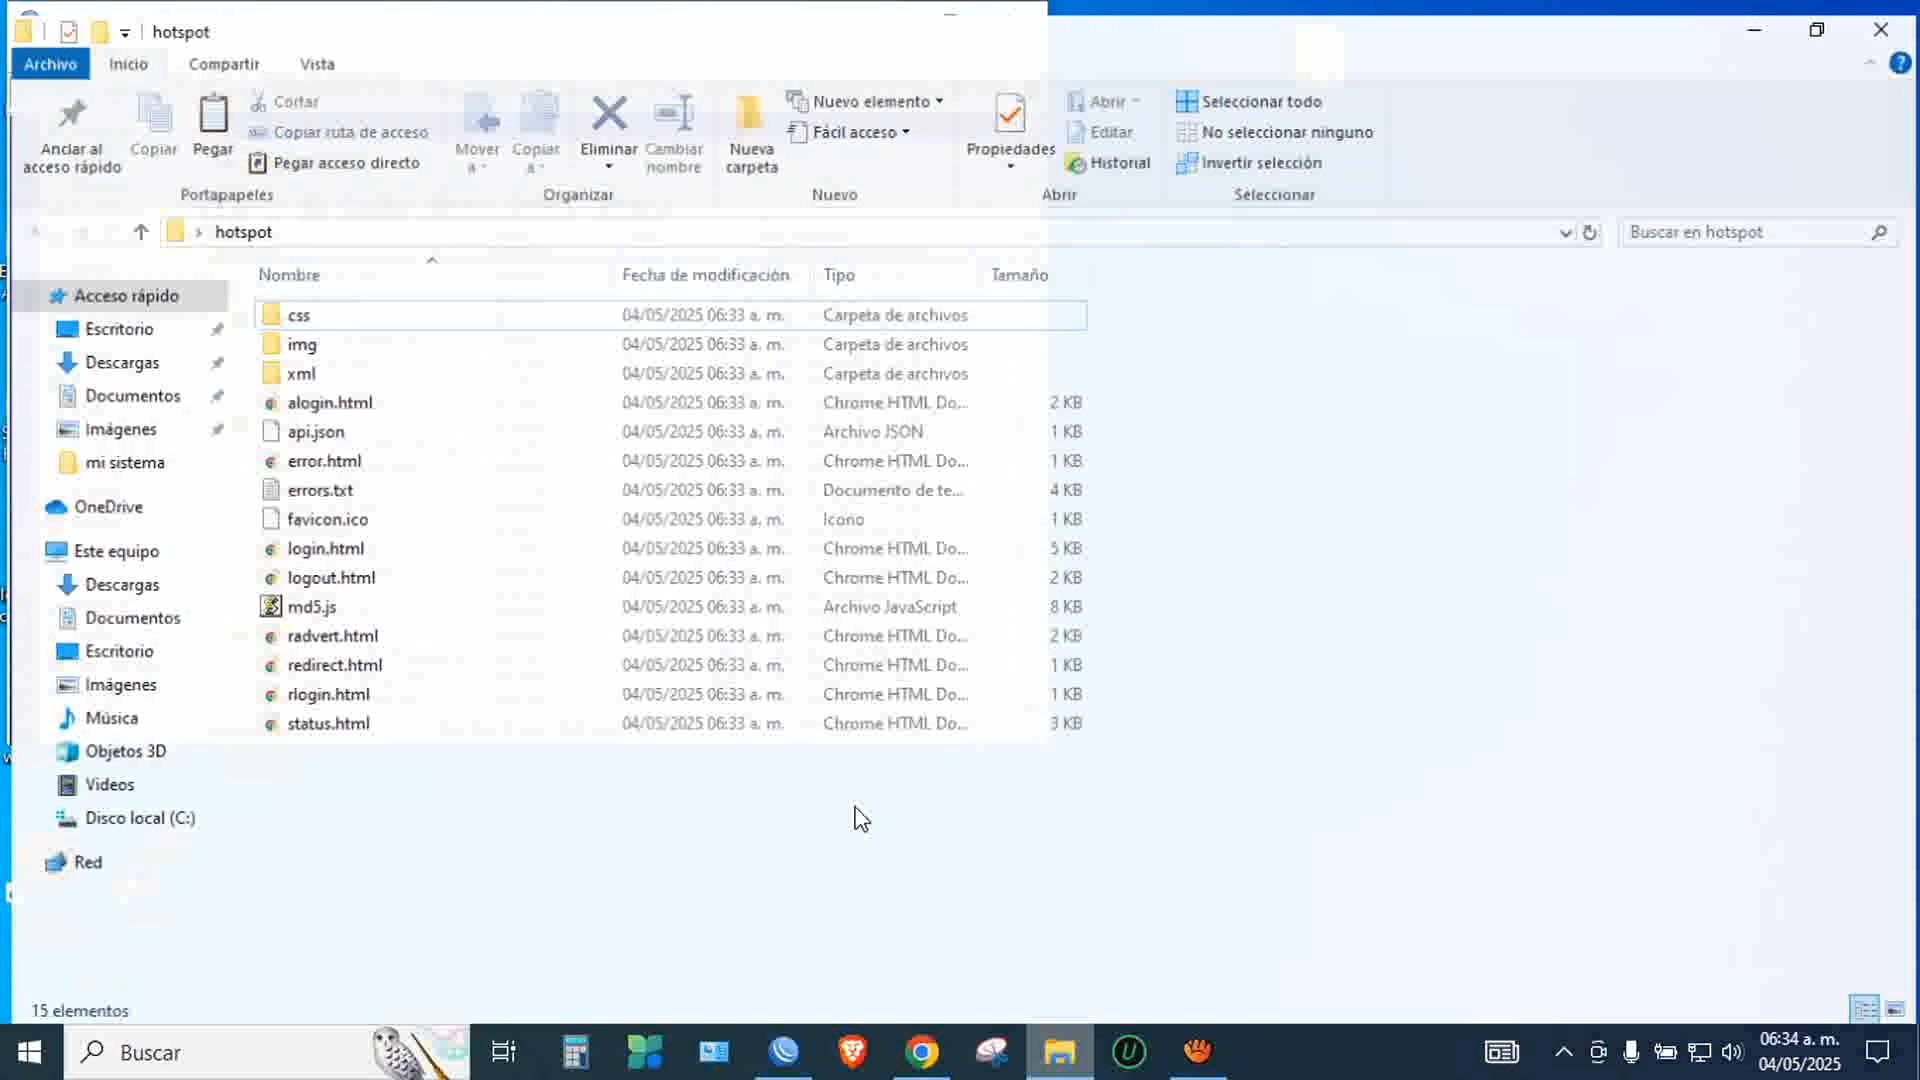 hotspot
Archivo Inicio Compartir Vista
Anclar al acceso rápido
Copiar
Pegar
Cortar
Copiar ruta de acceso
Pegar acceso directo
Portapapeles
Mover a
Copiar a
Eliminar
Cambiar nombre
Organizar
Nueva carpeta
Nuevo elemento
Fácil acceso
Nuevo
Propiedades
Abrir
Editar
Historial
Abrir
Seleccionar todo
No seleccionar ninguno
Invertir selección
Seleccionar
hotspot
Buscar en hotspot
Acceso rápido
Escritorio
Descargas
Documentos
Imágenes
mi sistema
OneDrive
Este equipo
Descargas
Documentos
Escritorio
Imágenes
Música
Objetos 3D
Videos
Disco local (C:)
Red
Nombre Fecha de modificación Tipo Tamaño
css 04/05/2025 06:33 a. m. Carpeta de archivos
img 04/05/2025 06:33 a. m. Carpeta de archivos
xml 04/05/2025 06:33 a. m. Carpeta de archivos
alogin.html 04/05/2025 06:33 a. m. Chrome HTML Do... 2 KB
api.json 04/05/2025 06:33 a. m. Archivo JSON 1 KB
error.html 04/05/2025 06:33 a. m. Chrome HTML Do... 1 KB
errors.txt 04/05/2025 06:33 a. m. Documento de te... 4 KB
favicon.ico 04/05/2025 06:33 a. m. Icono 1 KB
login.html 04/05/2025 06:33 a. m. Chrome HTML Do... 5 KB
logout.html 04/05/2025 06:33 a. m. Chrome HTML Do... 2 KB
md5.js 04/05/2025 06:33 a. m. Archivo JavaScript 8 KB
radvert.html 04/05/2025 06:33 a. m. Chrome HTML Do... 2 KB
redirect.html 04/05/2025 06:33 a. m. Chrome HTML Do... 1 KB
rlogin.html 04/05/2025 06:33 a. m. Chrome HTML Do... 1 KB
status.html 04/05/2025 06:33 a. m. Chrome HTML Do... 3 KB
15 elementos
Buscar
06:34 a. m.
04/05/2025